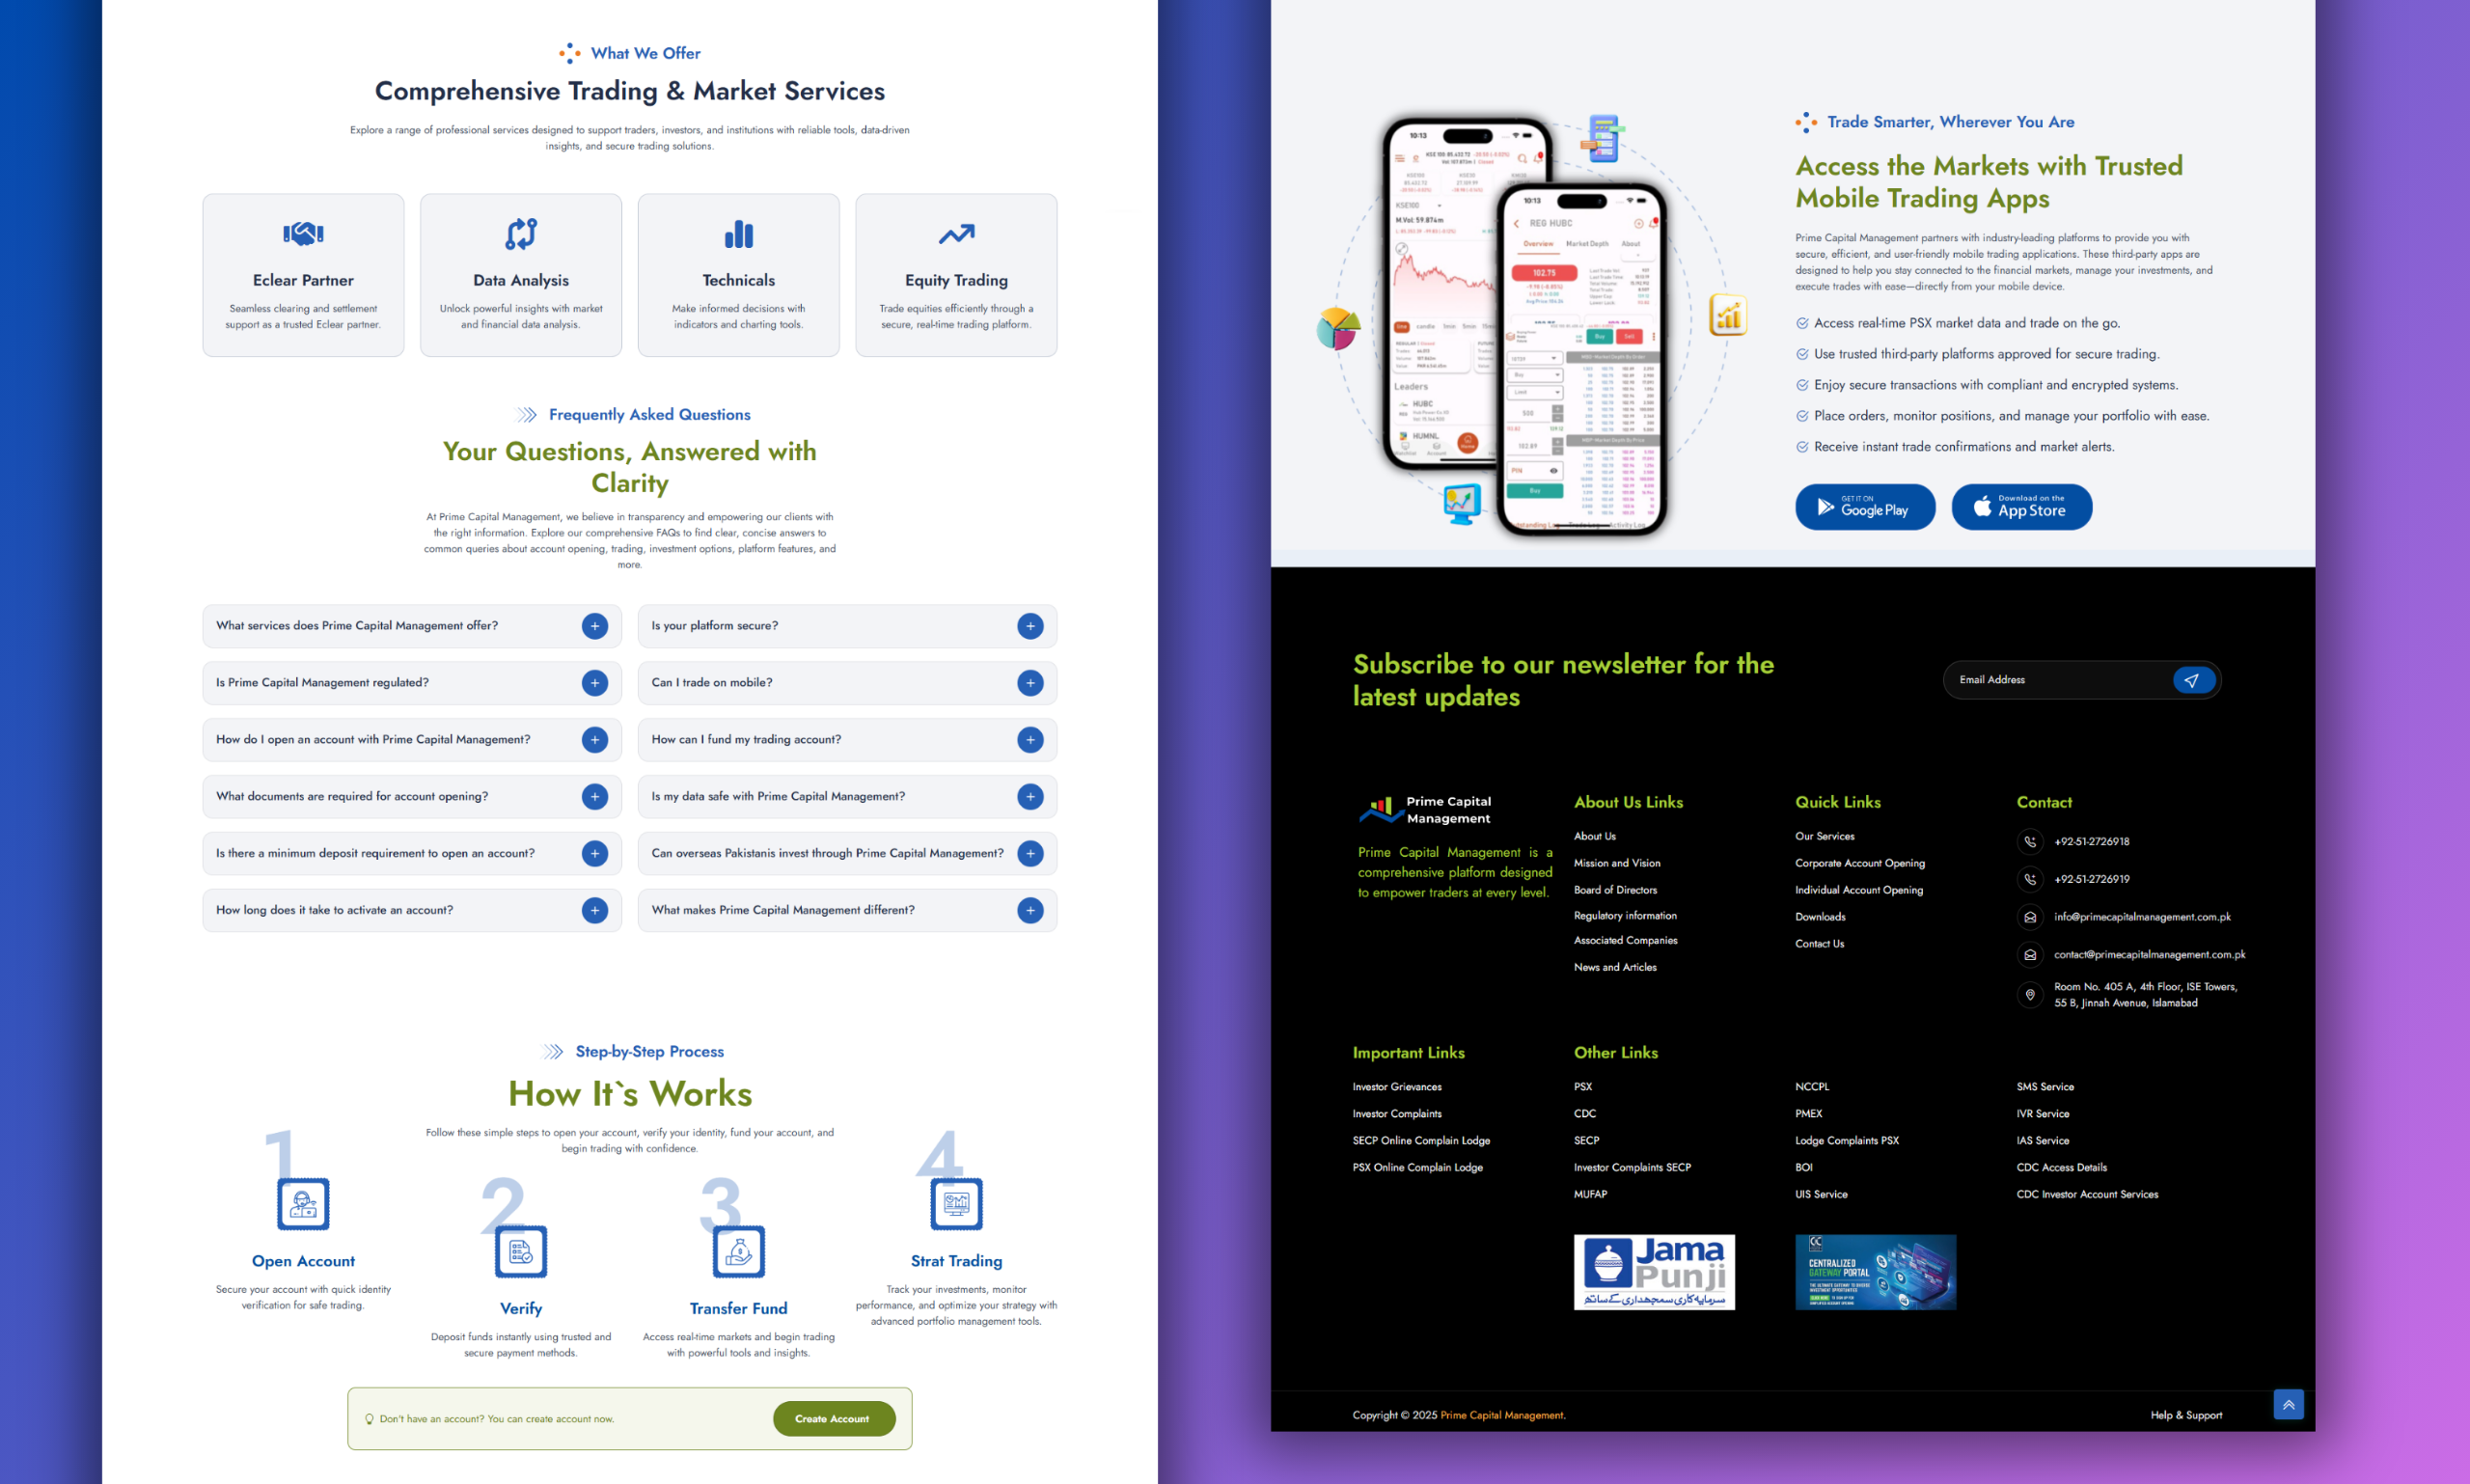 What We Offer
Comprehensive Trading & Market Services
Explore a range of professional services designed to support traders, investors, and institutions with reliable tools, data-driven
insights, and secure trading solutions.
Eclear Partner
Seamless clearing and settlement
support as a trusted Eclear partner.
Data Analysis
Unlock powerful insights with market
and financial data analysis.
Technicals
Make informed decisions with
indicators and charting tools.
Equity Trading
Trade equities efficiently through a
secure, real-time trading platform.
Frequently Asked Questions
Your Questions, Answered with
Clarity
At Prime Capital Management, we believe in transparency and empowering our clients with
the right information. Explore our comprehensive FAQs to find clear, concise answers to
common queries about account opening, trading, investment options, platform features, and
more.
What services does Prime Capital Management offer?
Is Prime Capital Management regulated?
How do I open an account with Prime Capital Management?
What documents are required for account opening?
Is there a minimum deposit requirement to open an account?
How long does it take to activate an account?
Is your platform secure?
Can I trade on mobile?
How can I fund my trading account?
Is my data safe with Prime Capital Management?
Can overseas Pakistanis invest through Prime Capital Management?
What makes Prime Capital Management different?
Step-by-Step Process
How It`s Works
Follow these simple steps to open your account, verify your identity, fund your account, and
begin trading with confidence.
1
Open Account
Secure your account with quick identity
verification for safe trading.
2
Verify
Deposit funds instantly using trusted and
secure payment methods.
3
Transfer Fund
Access real-time markets and begin trading
with powerful tools and insights.
4
Strat Trading
Track your investments, monitor
performance, and optimize your strategy with
advanced portfolio management tools.
Don't have an account? You can create account now.
Create Account
10:13
KSE100
M.Vol: 59.874m
Leaders
HUBC
HUMNL
10:13
REG HUBC
Overview Market Depth About
102.75
Buy Sell
Buy
Limit
500
102.89
PIN
Buy
Trade Smarter, Wherever You Are
Access the Markets with Trusted
Mobile Trading Apps
Prime Capital Management partners with industry-leading platforms to provide you with
secure, efficient, and user-friendly mobile trading applications. These third-party apps are
designed to help you stay connected to the financial markets, manage your investments, and
execute trades with ease—directly from your mobile device.
Access real-time PSX market data and trade on the go.
Use trusted third-party platforms approved for secure trading.
Enjoy secure transactions with compliant and encrypted systems.
Place orders, monitor positions, and manage your portfolio with ease.
Receive instant trade confirmations and market alerts.
GET IT ON
Google Play
Download on the
App Store
Subscribe to our newsletter for the
latest updates
Email Address
Prime Capital
Management
Prime Capital Management is a
comprehensive platform designed
to empower traders at every level.
About Us Links
About Us
Mission and Vision
Board of Directors
Regulatory information
Associated Companies
News and Articles
Quick Links
Our Services
Corporate Account Opening
Individual Account Opening
Downloads
Contact Us
Contact
+92-51-2726918
+92-51-2726919
info@primecapitalmanagement.com.pk
contact@primecapitalmanagement.com.pk
Room No. 405 A, 4th Floor, ISE Towers,
55 B, Jinnah Avenue, Islamabad
Important Links
Investor Grievances
Investor Complaints
SECP Online Complain Lodge
PSX Online Complain Lodge
Other Links
PSX
CDC
SECP
Investor Complaints SECP
MUFAP
NCCPL
PMEX
Lodge Complaints PSX
BOI
UIS Service
SMS Service
IVR Service
IAS Service
CDC Access Details
CDC Investor Account Services
Jama
Punji
سرمایہ کاری سمجھداری کے ساتھ
CENTRALIZED
GATEWAY PORTAL
Copyright © 2025 Prime Capital Management.
Help & Support